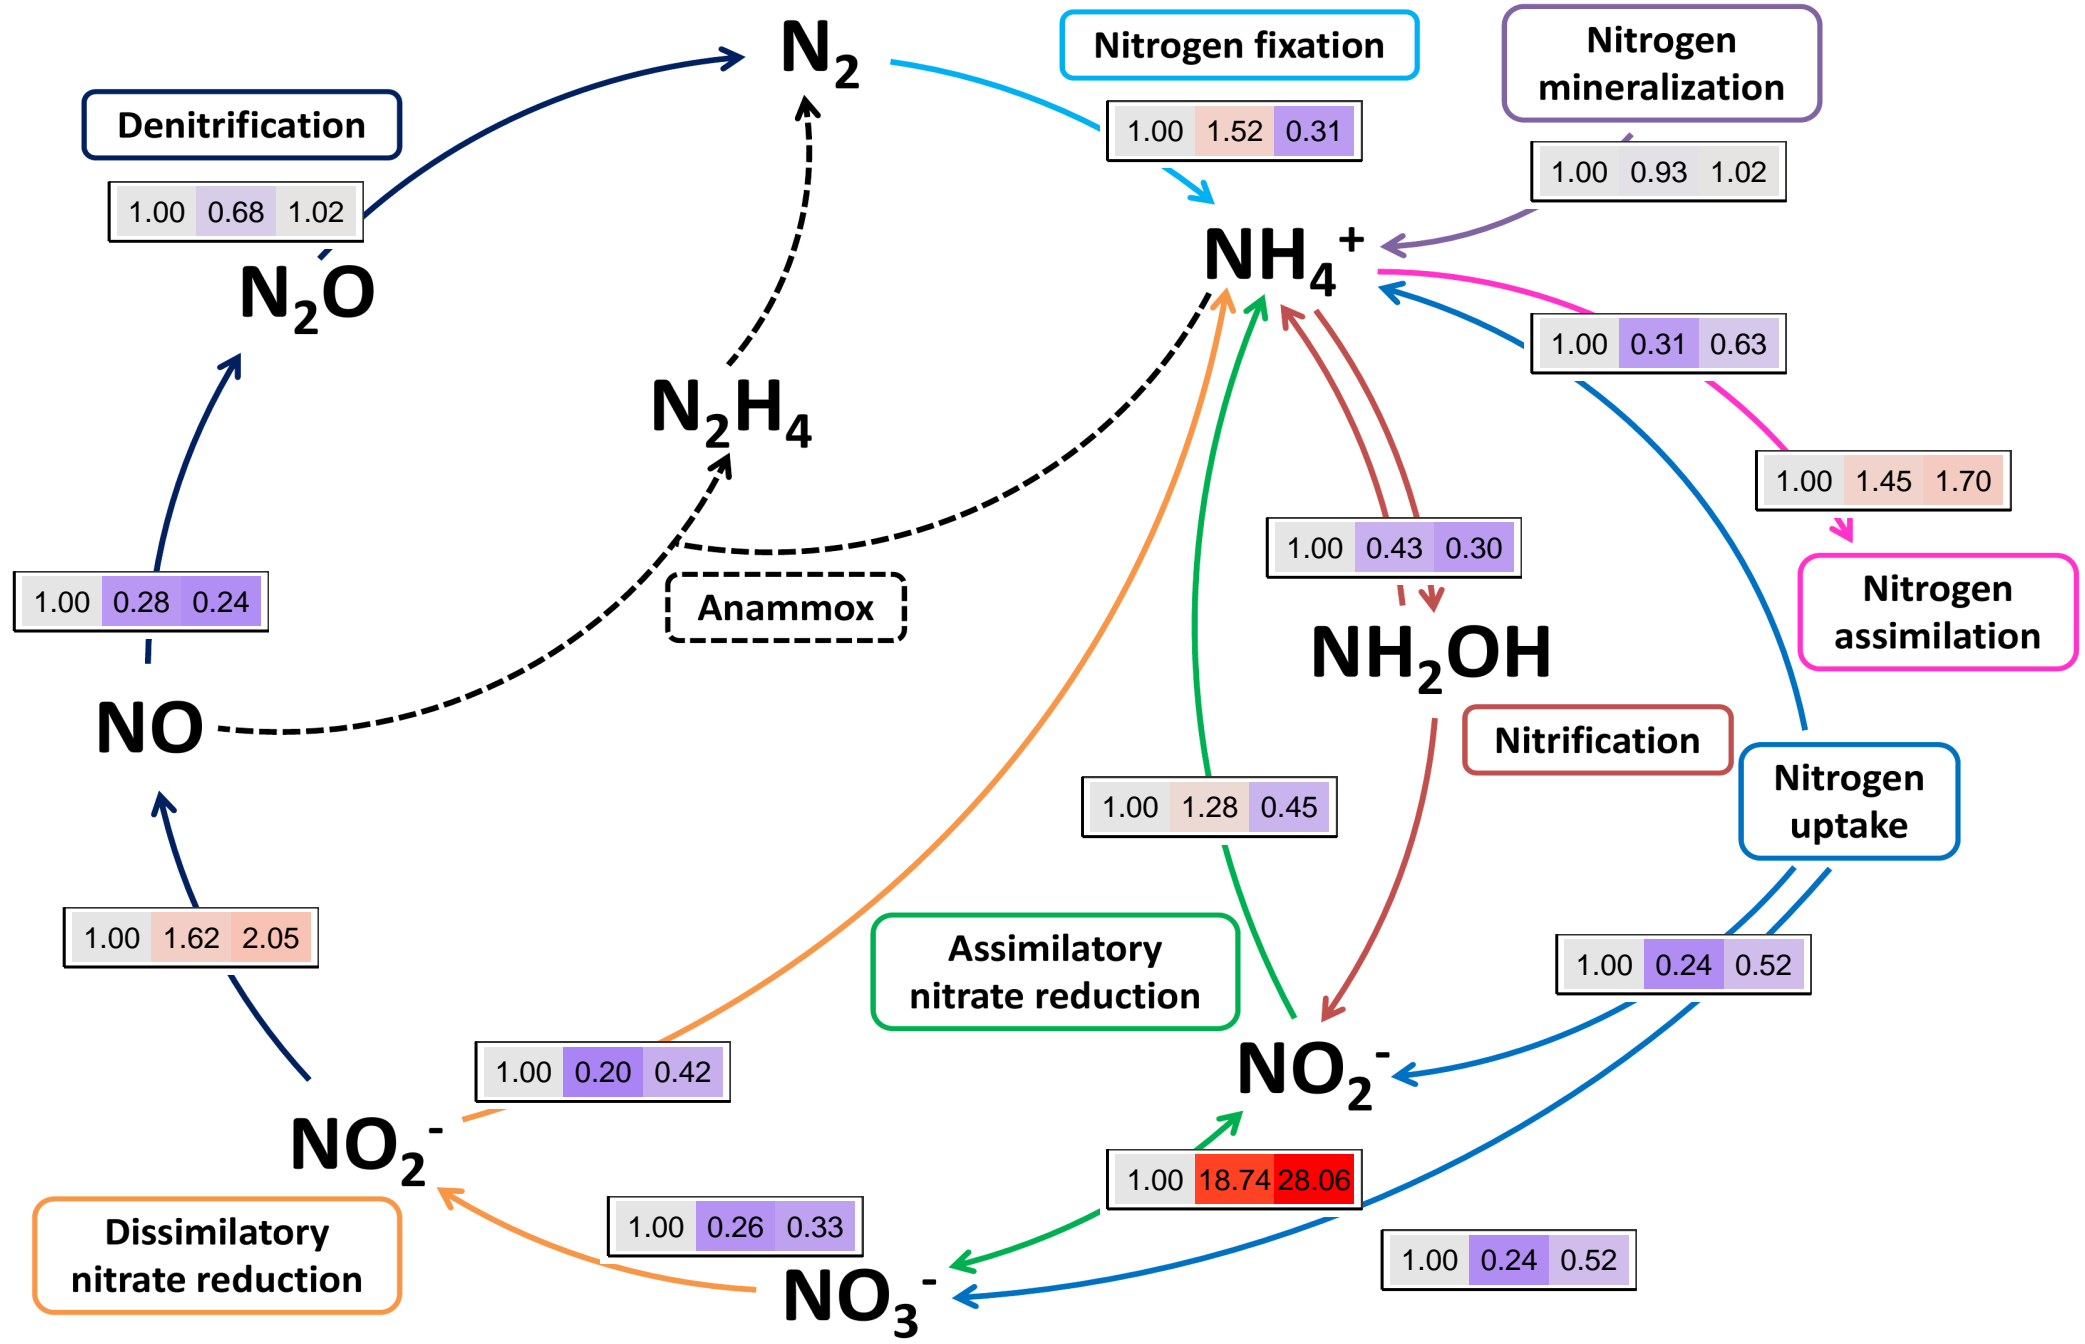 N₂
Nitrogen fixation
Nitrogen
mineralization
Denitrification
1.00 1.52 0.31
1.00 0.93 1.02
1.00 0.68 1.02
NH₄⁺
N₂O
1.00 0.31 0.63
N₂H₄
1.00 1.45 1.70
1.00 0.43 0.30
1.00 0.28 0.24
Anammox
Nitrogen
assimilation
NH₂OH
NO
Nitrification
Nitrogen
uptake
1.00 1.28 0.45
1.00 1.62 2.05
Assimilatory
nitrate reduction
1.00 0.24 0.52
1.00 0.20 0.42
NO₂⁻
NO₂⁻
1.00 18.74 28.06
Dissimilatory
nitrate reduction
1.00 0.26 0.33
1.00 0.24 0.52
NO₃⁻